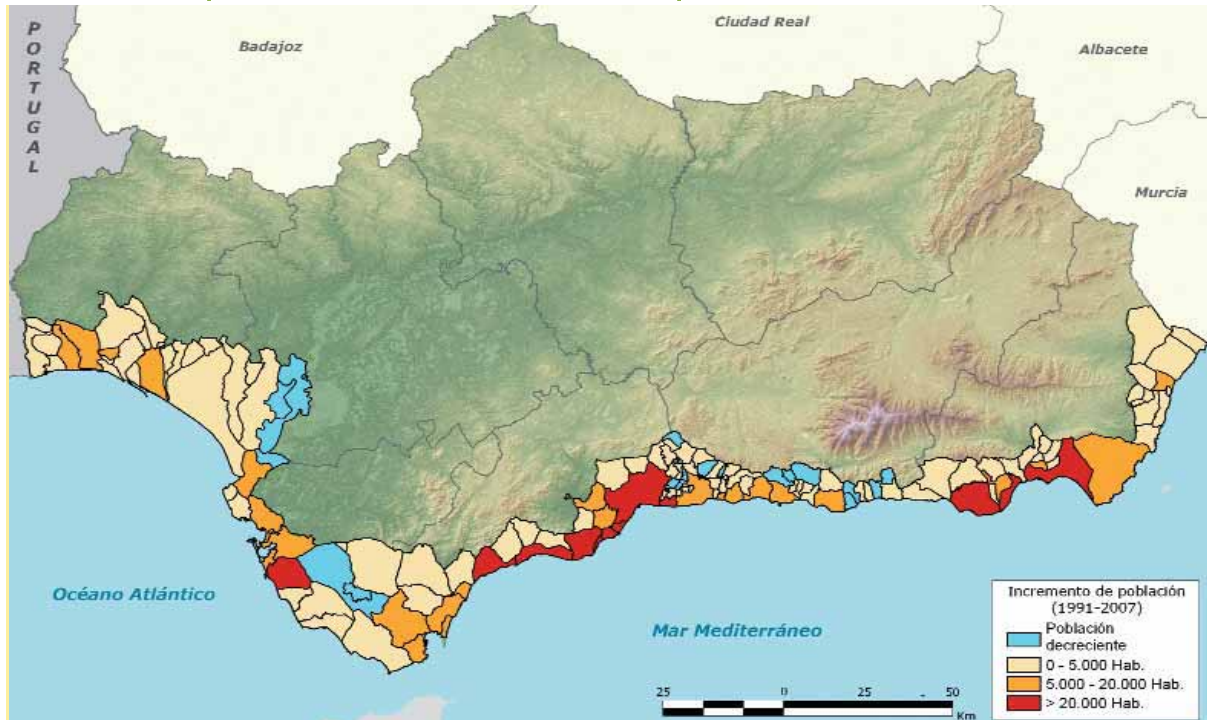 PORTUGAL
Badajoz
Ciudad Real
Albacete
Murcia
Océano Atlántico
Mar Mediterráneo
Incremento de población
(1991-2007)
Población
decreciente
0 - 5.000 Hab.
5.000 - 20.000 Hab.
> 20.000 Hab.
25 0 25 50
Km